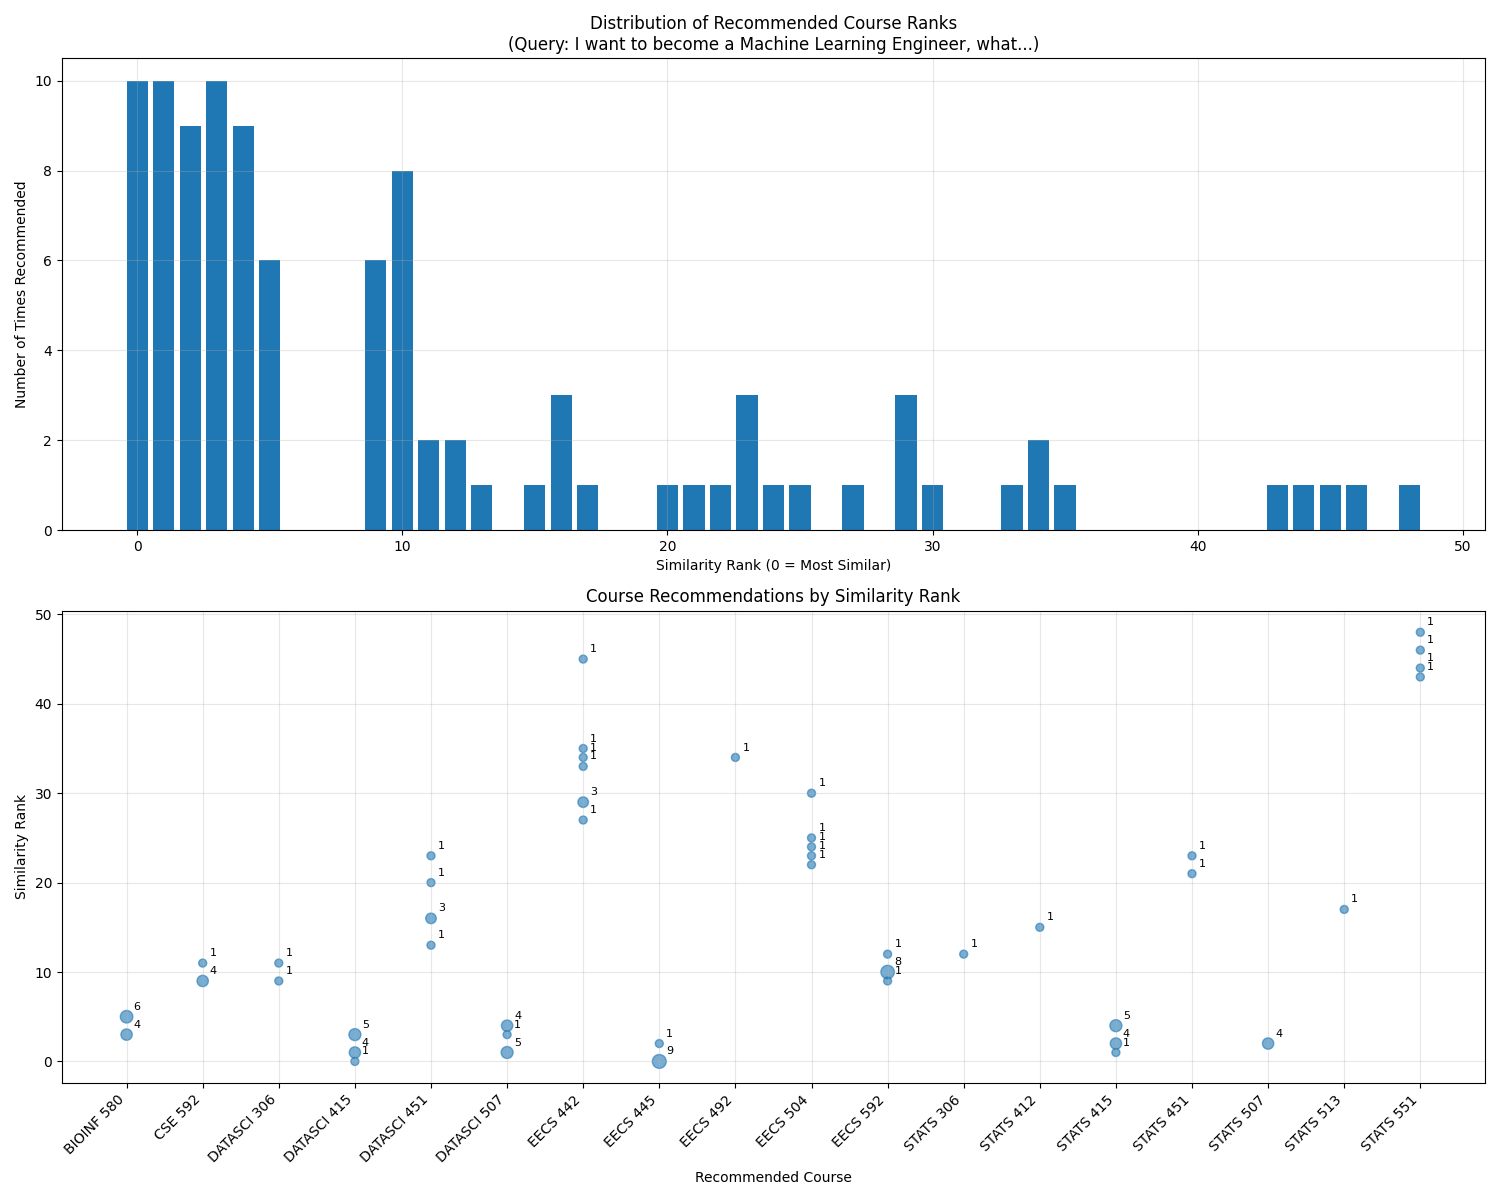 Distribution of Recommended Course Ranks
(Query: I want to become a Machine Learning Engineer, what...)
Number of Times Recommended
10
8
6
4
2
0
0 10 20 30 40 50
Similarity Rank (0 = Most Similar)
Course Recommendations by Similarity Rank
Similarity Rank
50
40
30
20
10
0
6
4
1
4
1
1
5
4
1
1
1
3
1
4
1
5
1
1
1
1
3
1
1
9
1
1
1
1
1
1
1
8
1
1
1
5
4
1
1
1
4
1
1
1
1
1
BIOINF 580
CSE 592
DATASCI 306
DATASCI 415
DATASCI 451
DATASCI 507
EECS 442
EECS 445
EECS 492
EECS 504
EECS 592
STATS 306
STATS 412
STATS 415
STATS 451
STATS 507
STATS 513
STATS 551
Recommended Course